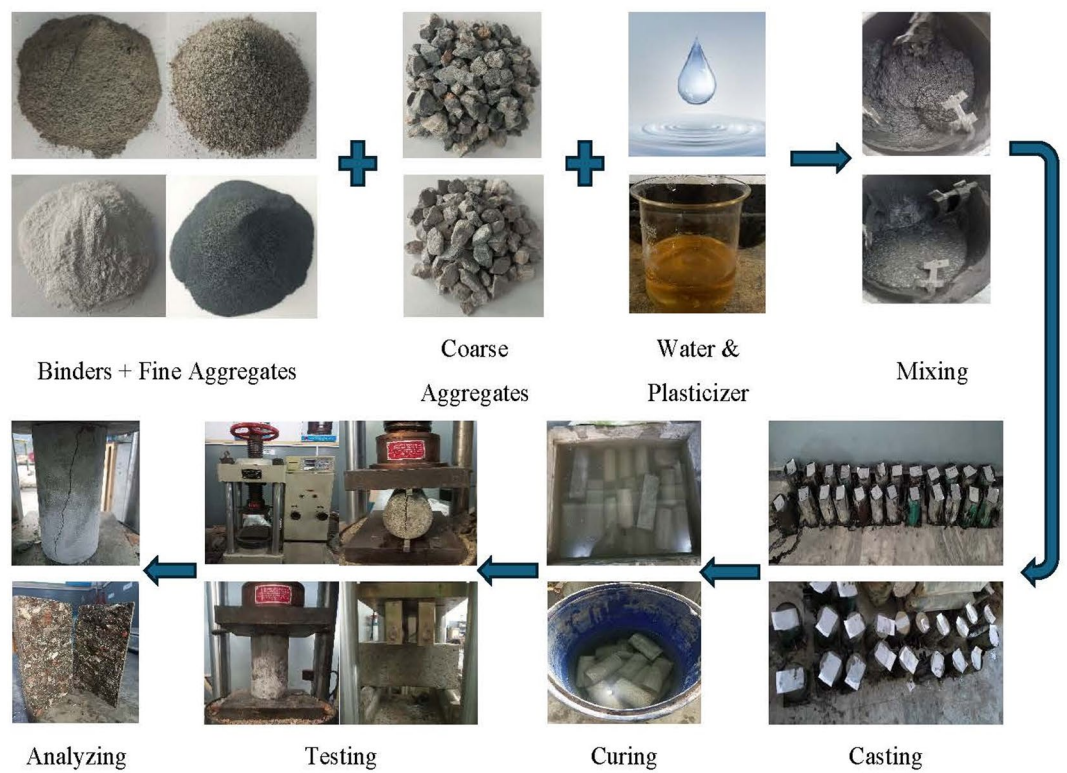 Binders + Fine Aggregates
Coarse
Aggregates
Water &
Plasticizer
Mixing
Analyzing
Testing
Curing
Casting